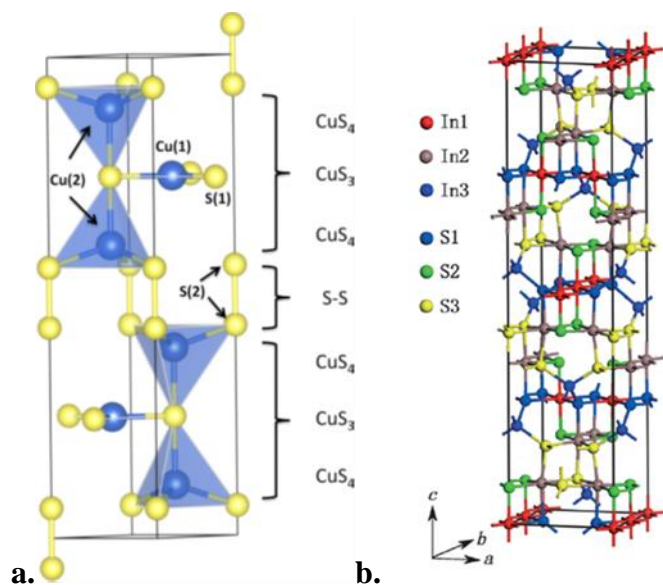 Cu(2)
Cu(1)
S(1)
S(2)
CuS₄
CuS₃
CuS₄
S-S
CuS₄
CuS₃
CuS₄
a.
In1
In2
In3
S1
S2
S3
c
b
a
b.